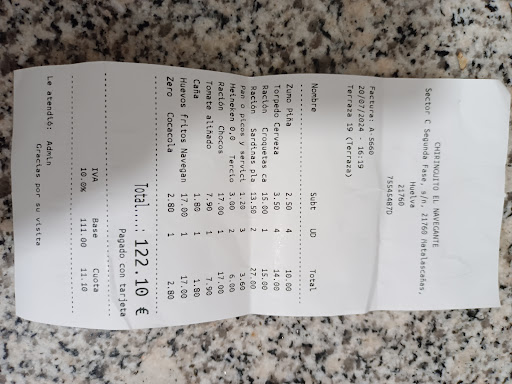 CHIRINGUITO EL NAVEGANTE
Sector C Segunda Fase, s/n. 21760 Matalascañas,
Huelva
21760
75545487D
Factura: A 5660
20/07/2024 - 16:19
Terraza 19 (Terraza)
Nombre Subt UD Total
Zumo Piña 2.50 4 10.00
Torpedo Cerveza 3.50 4 14.00
Ración Croquetas ca 15.00 1 15.00
Ración Sardinas pla 13.50 2 27.00
Pan o picos y servici 1.20 3 3.60
Heineken 0,0 Tercio 3.00 2 6.00
Ración Chocos 17.00 1 17.00
Tomate aliñado 7.90 1 7.90
Caña 1.80 1 1.80
Huevos fritos Navegan 17.00 1 17.00
Zero Cocacola 2.80 1 2.80
Total....: 122.10 €
Pagado con tarjeta
IVA Base Cuota
10.0% 111.00 11.10
Le atendió: Admin
Gracias por su visita